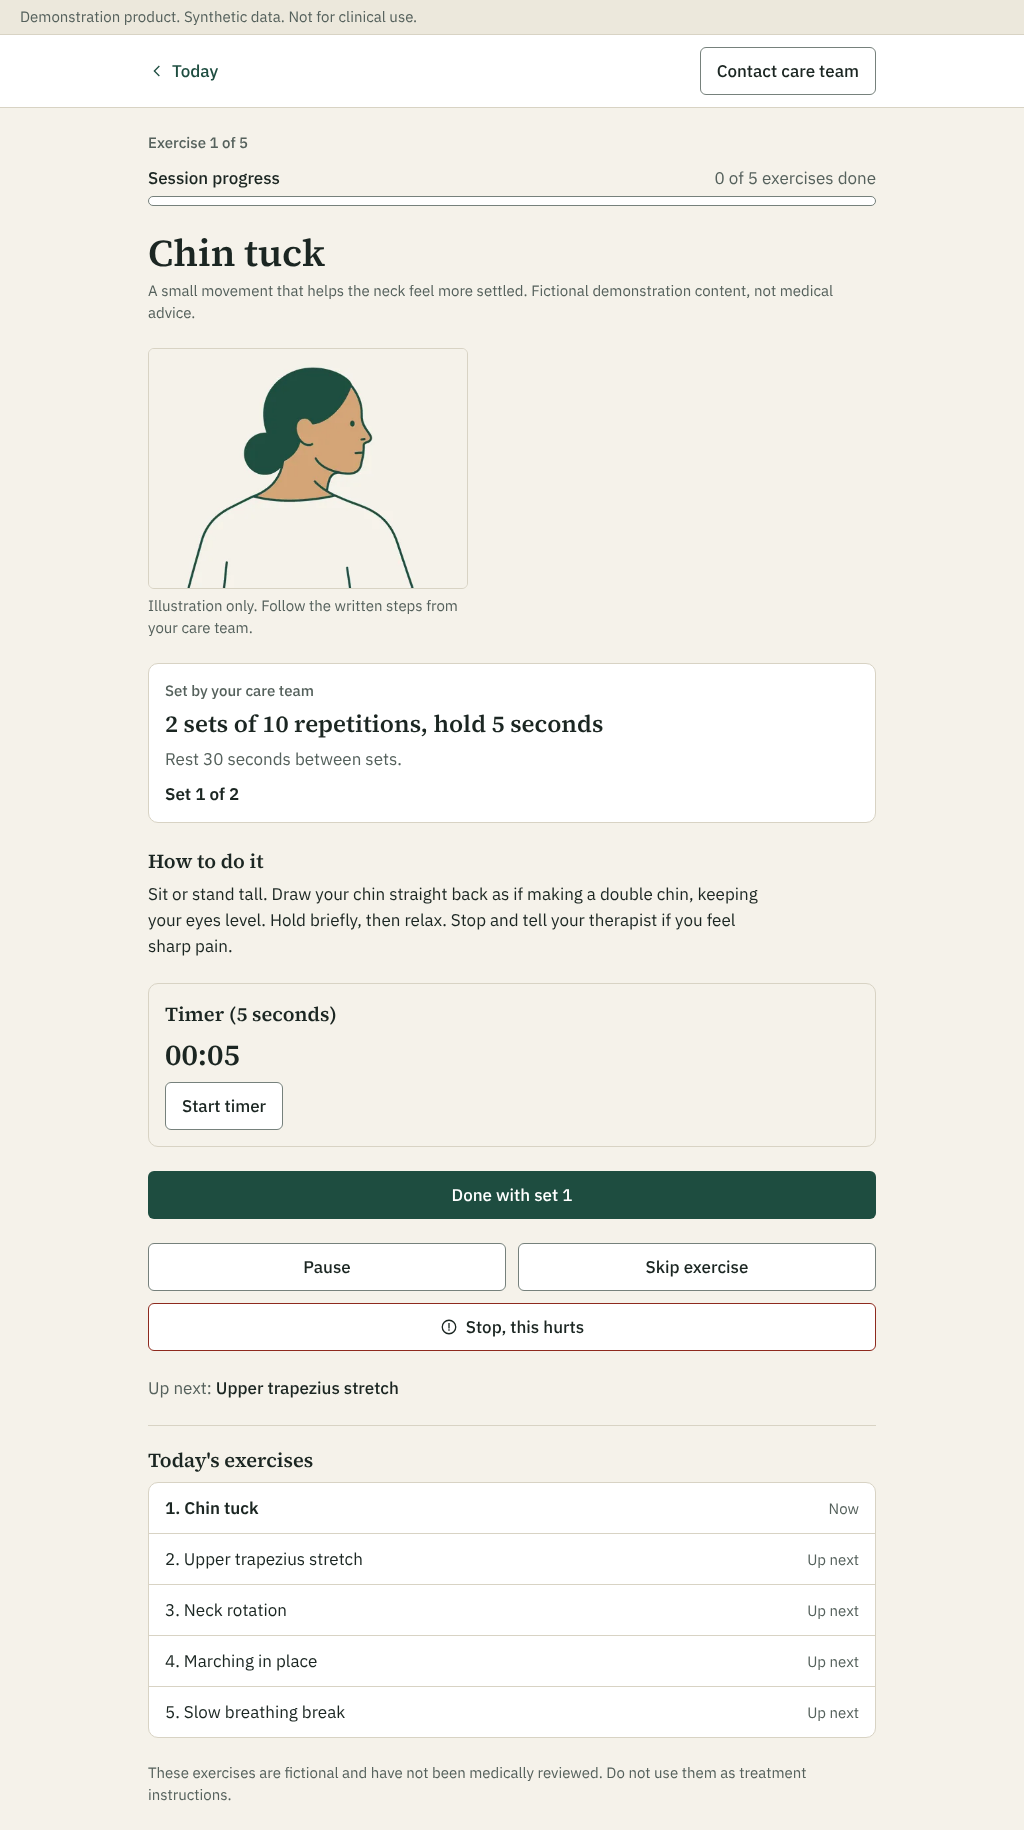 Demonstration product. Synthetic data. Not for clinical use.
Today
Contact care team
Exercise 1 of 5
Session progress
0 of 5 exercises done
Chin tuck
A small movement that helps the neck feel more settled. Fictional demonstration content, not medical
advice.
Illustration only. Follow the written steps from
your care team.
Set by your care team
2 sets of 10 repetitions, hold 5 seconds
Rest 30 seconds between sets.
Set 1 of 2
How to do it
Sit or stand tall. Draw your chin straight back as if making a double chin, keeping
your eyes level. Hold briefly, then relax. Stop and tell your therapist if you feel
sharp pain.
Timer (5 seconds)
00:05
Start timer
Done with set 1
Pause
Skip exercise
Stop, this hurts
Up next: Upper trapezius stretch
Today's exercises
1. Chin tuck
Now
2. Upper trapezius stretch
Up next
3. Neck rotation
Up next
4. Marching in place
Up next
5. Slow breathing break
Up next
These exercises are fictional and have not been medically reviewed. Do not use them as treatment
instructions.